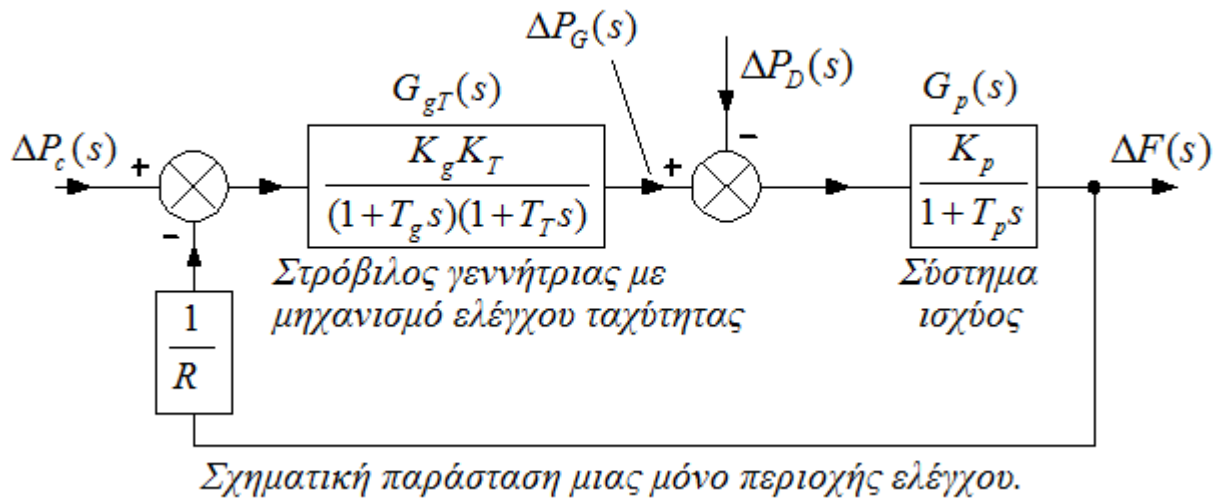 ΔP_G(s)
ΔP_D(s)
G_gT(s)
G_p(s)
ΔP_c(s)
+
-
K_g K_T
(1+T_g s)(1+T_T s)
+
-
K_p
1+T_p s
ΔF(s)
Στρόβιλος γεννήτριας με
μηχανισμό ελέγχου ταχύτητας
Σύστημα
ισχύος
1
R
Σχηματική παράσταση μιας μόνο περιοχής ελέγχου.